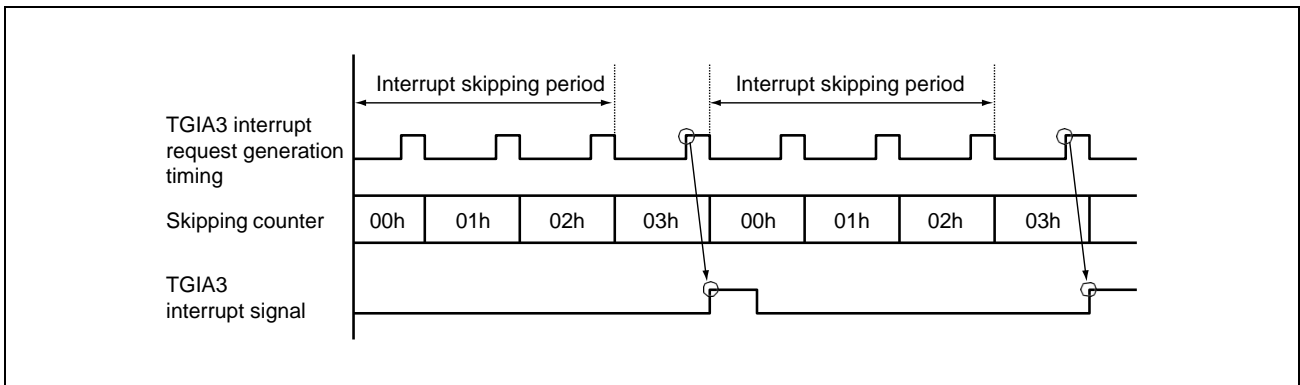 Interrupt skipping period
Interrupt skipping period
TGIA3 interrupt
request generation
timing
Skipping counter
00h
01h
02h
03h
00h
01h
02h
03h
TGIA3
interrupt signal